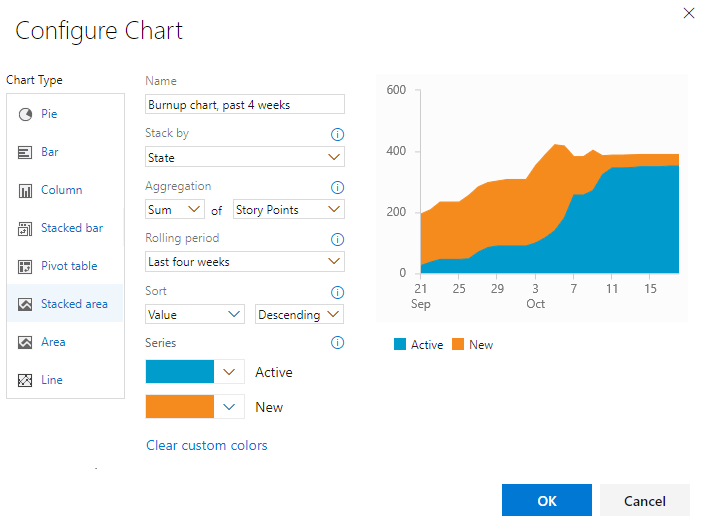 Configure Chart
Chart Type
Pie
Bar
Column
Stacked bar
Pivot table
Stacked area
Area
Line
Name
Burnup chart, past 4 weeks
Stack by
State
Aggregation
Sum of Story Points
Rolling period
Last four weeks
Sort
Value Descending
Series
Active
New
Clear custom colors
600
400
200
0
21 25 29 3 7 11 15
Sep Oct
Active New
OK Cancel